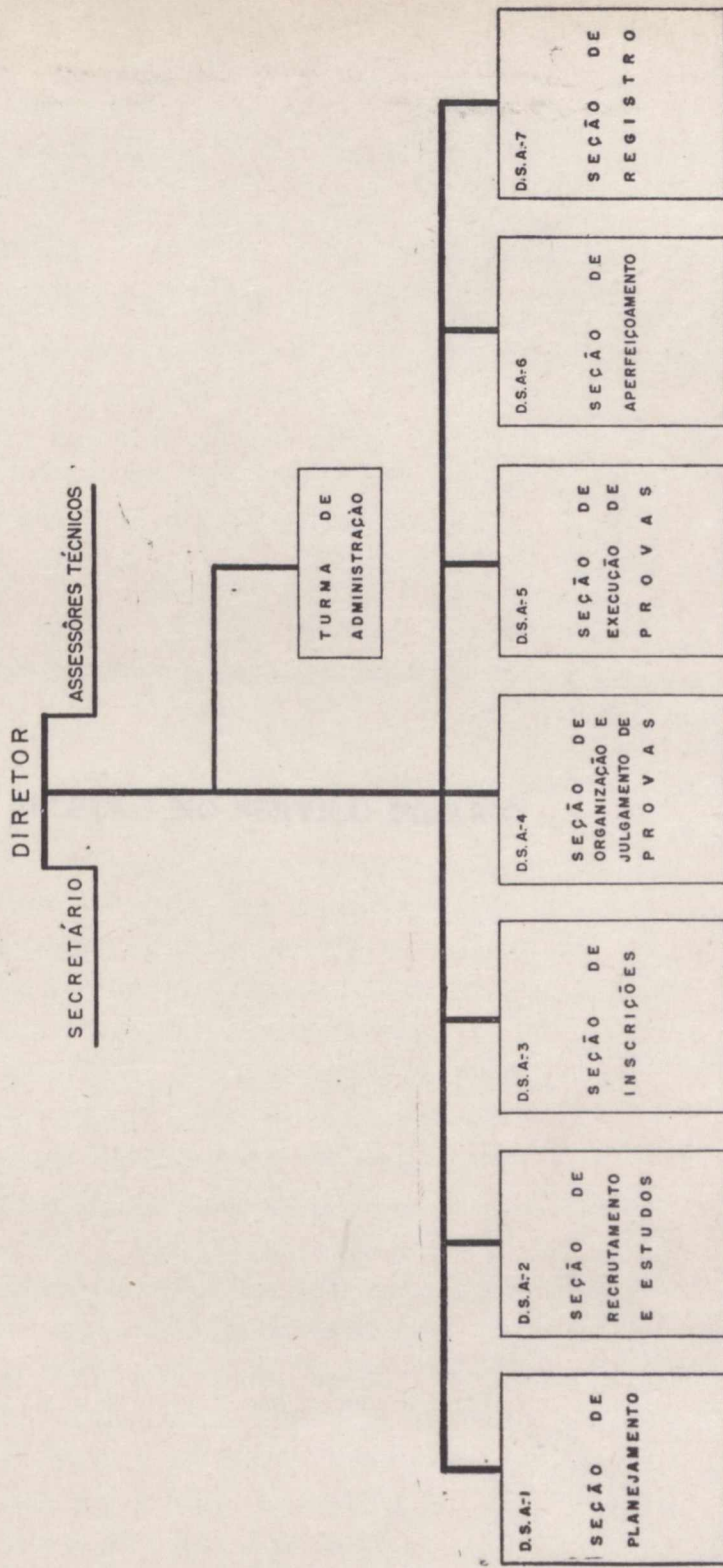 DIRETOR
SECRETÁRIO
ASSESSÔRES TÉCNICOS
TURMA DE
ADMINISTRAÇÃO
D.S.A.-1
SEÇÃO DE
PLANEJAMENTO
D.S.A.-2
SEÇÃO DE
RECRUTAMENTO
E ESTUDOS
D.S.A.-3
SEÇÃO DE
INSCRIÇÕES
D.S.A.-4
SEÇÃO DE
ORGANIZAÇÃO E
JULGAMENTO DE
PROVAS
D.S.A.-5
SEÇÃO DE
EXECUÇÃO DE
PROVAS
D.S.A.-6
SEÇÃO DE
APERFEIÇOAMENTO
D.S.A.-7
SEÇÃO DE
REGISTRO